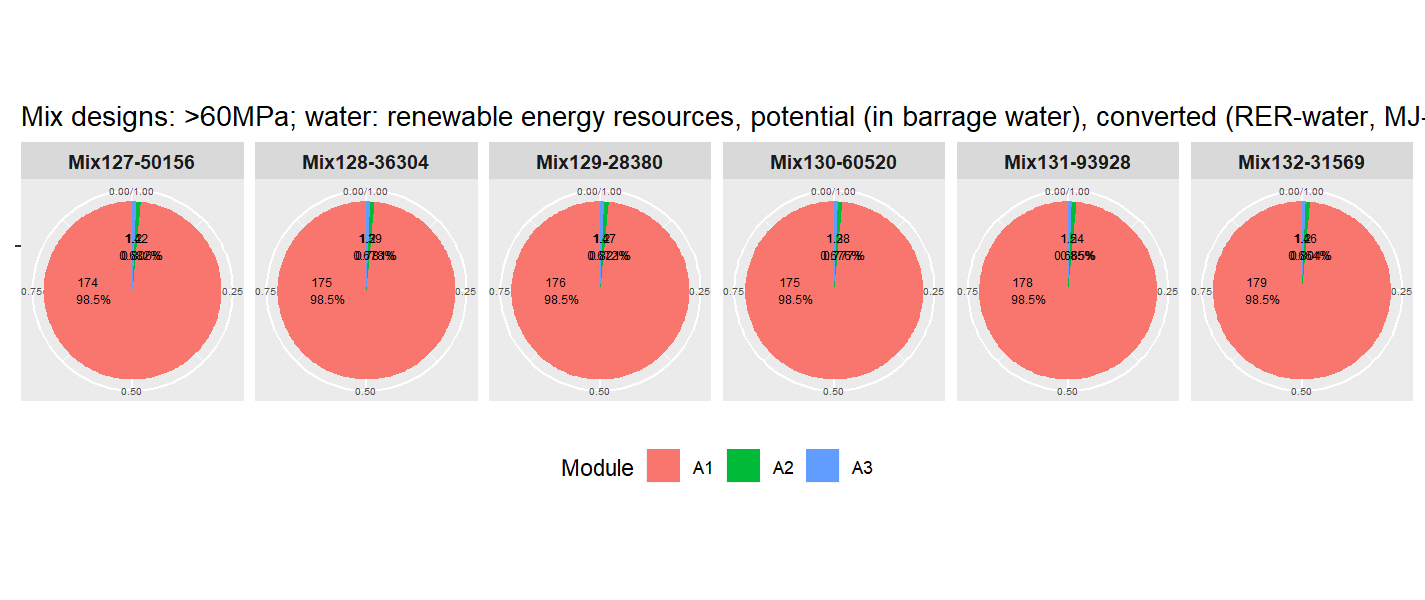 Mix designs: >60MPa; water: renewable energy resources, potential (in barrage water), converted (RER-water, MJ-
Mix127-50156 Mix128-36304 Mix129-28380 Mix130-60520 Mix131-93928 Mix132-31569
0.00/1.00 0.00/1.00 0.00/1.00 0.00/1.00 0.00/1.00 0.00/1.00
174 175 176 175 178 179
0.75 0.25 0.75 0.25 0.75 0.25 0.75 0.25 0.75 0.25 0.75 0.25
98.5% 98.5% 98.5% 98.5% 98.5% 98.5%
0.50 0.50 0.50 0.50 0.50 0.50
Module A1 A2 A3